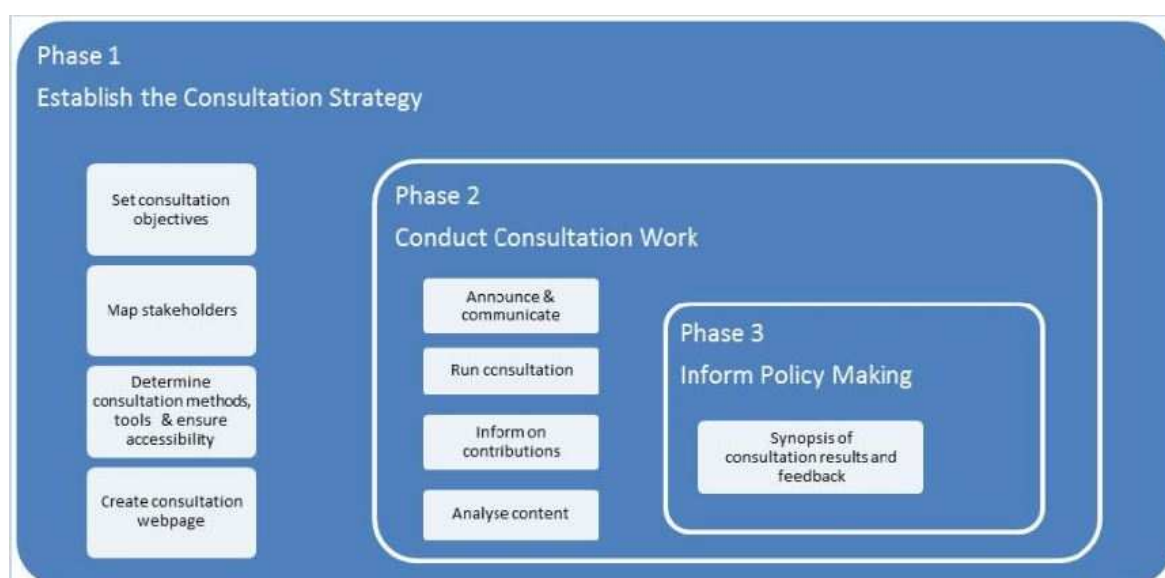 Phase 1
Establish the Consultation Strategy
Set consultation
objectives
Map stakeholders
Determine
consultation methods,
tools & ensure
accessibility
Create consultation
webpage
Phase 2
Conduct Consultation Work
Announce &
communicate
Run consultation
Inform on
contributions
Analyse content
Phase 3
Inform Policy Making
Synopsis of
consultation results and
feedback